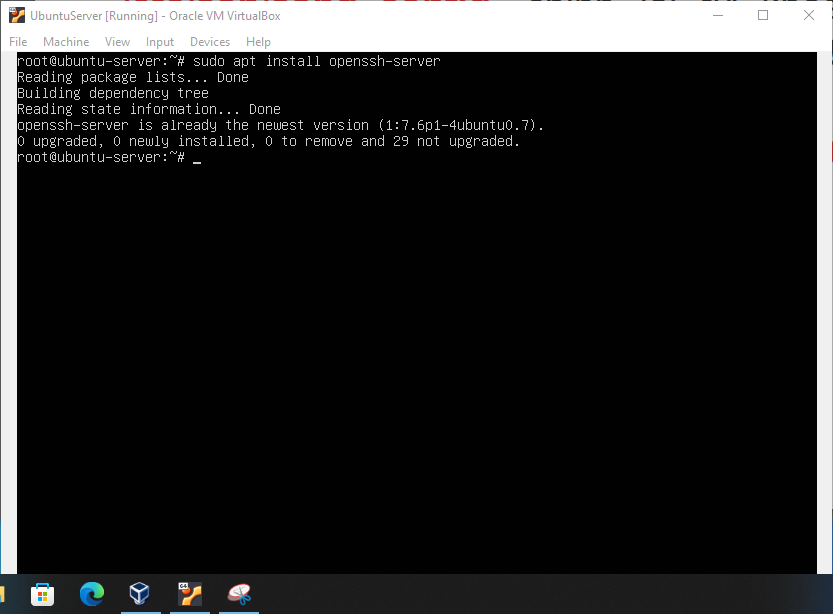 UbuntuServer [Running] - Oracle VM VirtualBox
File Machine View Input Devices Help
root@ubuntu-server:~# sudo apt install openssh-server
Reading package lists... Done
Building dependency tree
Reading state information... Done
openssh-server is already the newest version (1:7.6p1-4ubuntu0.7).
0 upgraded, 0 newly installed, 0 to remove and 29 not upgraded.
root@ubuntu-server:~# _